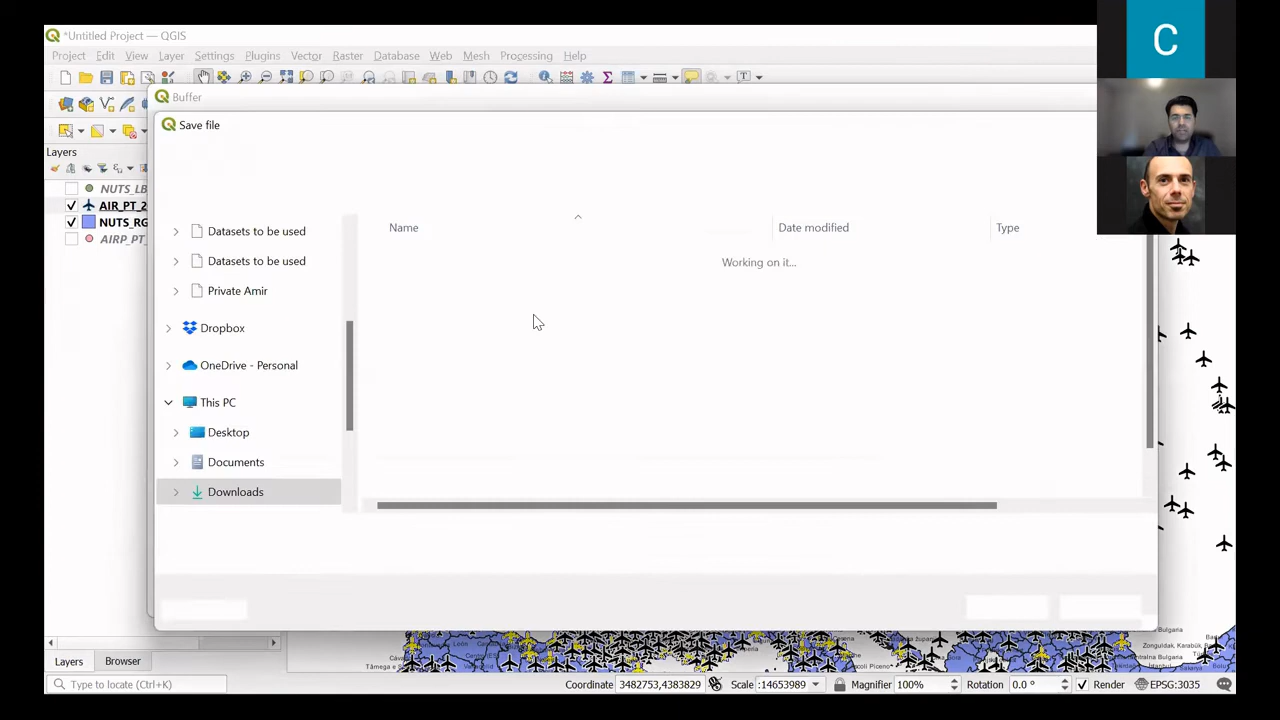 *Untitled Project — QGIS
C
Project Edit View Layer Settings Plugins Vector Raster Database Web Mesh Processing Help
Buffer
Save file
Layers
NUTS_LB
AIR_PT_2
NUTS_RG
AIRP_PT_
Name Date modified Type
Working on it...
Datasets to be used
Datasets to be used
Private Amir
Dropbox
OneDrive - Personal
This PC
Desktop
Documents
Downloads
Layers Browser
Type to locate (Ctrl+K) Coordinate 3482753,4383829 Scale :14653989 Magnifier 100% Rotation 0.0 ° Render EPSG:3035